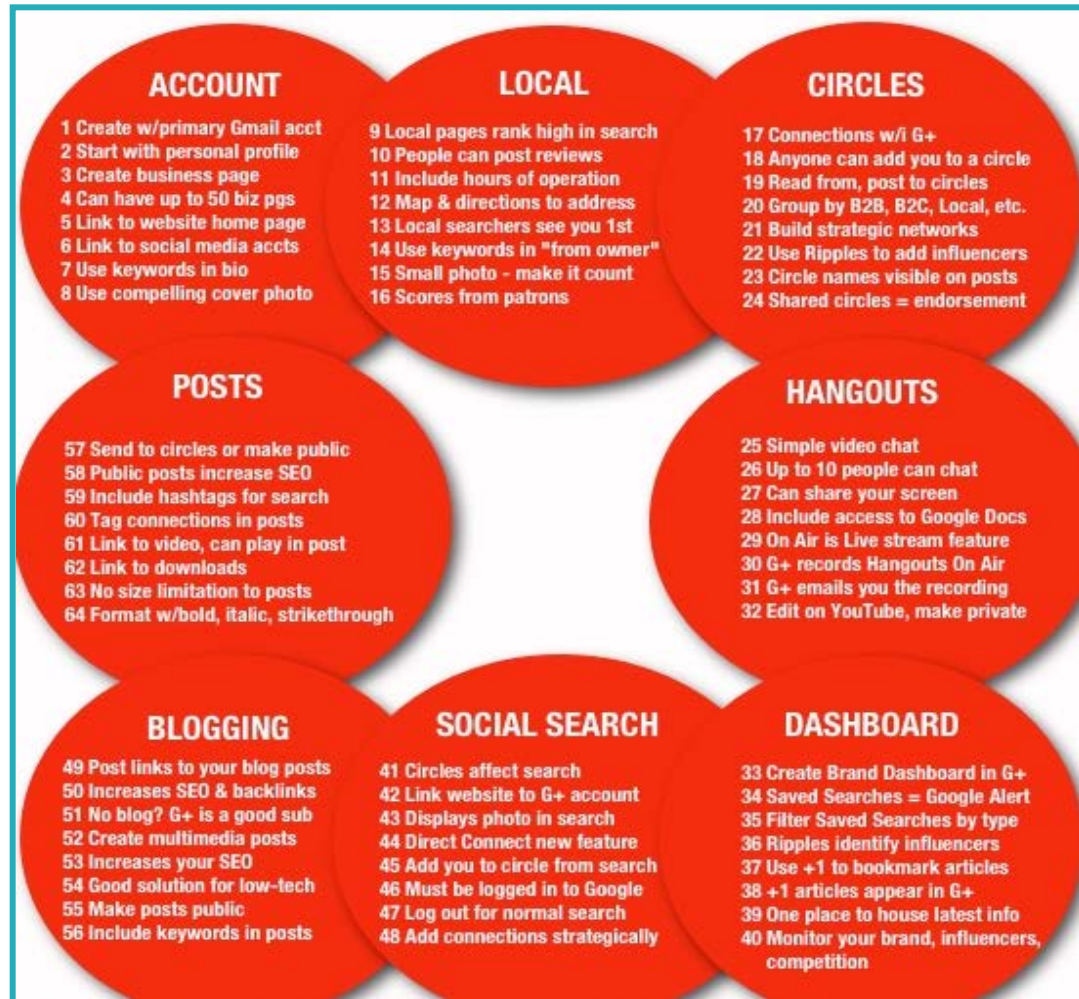 ACCOUNT
1 Create w/primary Gmail acct
2 Start with personal profile
3 Create business page
4 Can have up to 50 biz pgs
5 Link to website home page
6 Link to social media accts
7 Use keywords in bio
8 Use compelling cover photo
LOCAL
9 Local pages rank high in search
10 People can post reviews
11 Include hours of operation
12 Map & directions to address
13 Local searchers see you 1st
14 Use keywords in "from owner"
15 Small photo - make it count
16 Scores from patrons
CIRCLES
17 Connections w/i G+
18 Anyone can add you to a circle
19 Read from, post to circles
20 Group by B2B, B2C, Local, etc.
21 Build strategic networks
22 Use Ripples to add influencers
23 Circle names visible on posts
24 Shared circles = endorsement
POSTS
57 Send to circles or make public
58 Public posts increase SEO
59 Include hashtags for search
60 Tag connections in posts
61 Link to video, can play in post
62 Link to downloads
63 No size limitation to posts
64 Format w/bold, italic, strikethrough
HANGOUTS
25 Simple video chat
26 Up to 10 people can chat
27 Can share your screen
28 Include access to Google Docs
29 On Air is Live stream feature
30 G+ records Hangouts On Air
31 G+ emails you the recording
32 Edit on YouTube, make private
BLOGGING
49 Post links to your blog posts
50 Increases SEO & backlinks
51 No blog? G+ is a good sub
52 Create multimedia posts
53 Increases your SEO
54 Good solution for low-tech
55 Make posts public
56 Include keywords in posts
SOCIAL SEARCH
41 Circles affect search
42 Link website to G+ account
43 Displays photo in search
44 Direct Connect new feature
45 Add you to circle from search
46 Must be logged in to Google
47 Log out for normal search
48 Add connections strategically
DASHBOARD
33 Create Brand Dashboard in G+
34 Saved Searches = Google Alert
35 Filter Saved Searches by type
36 Ripples identify influencers
37 Use +1 to bookmark articles
38 +1 articles appear in G+
39 One place to house latest info
40 Monitor your brand, influencers,
competition